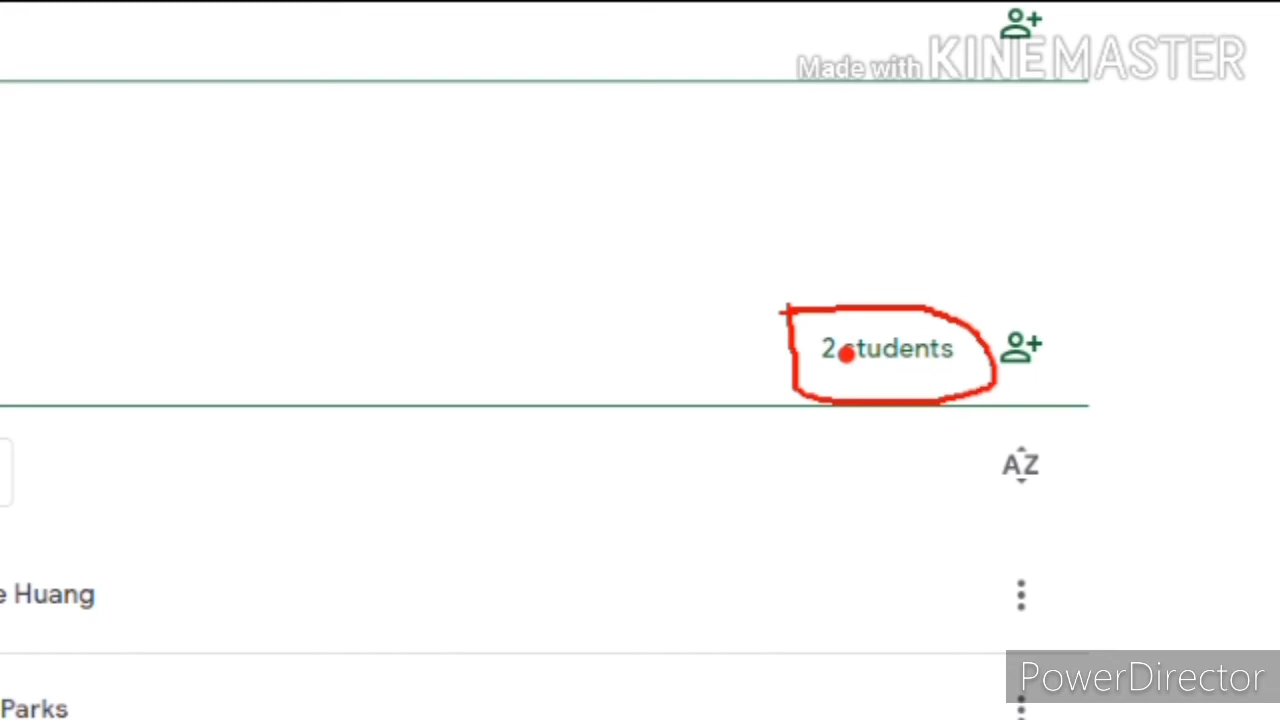 Made with KINEMASTER
2 students
AZ
e Huang
PowerDirector
Parks